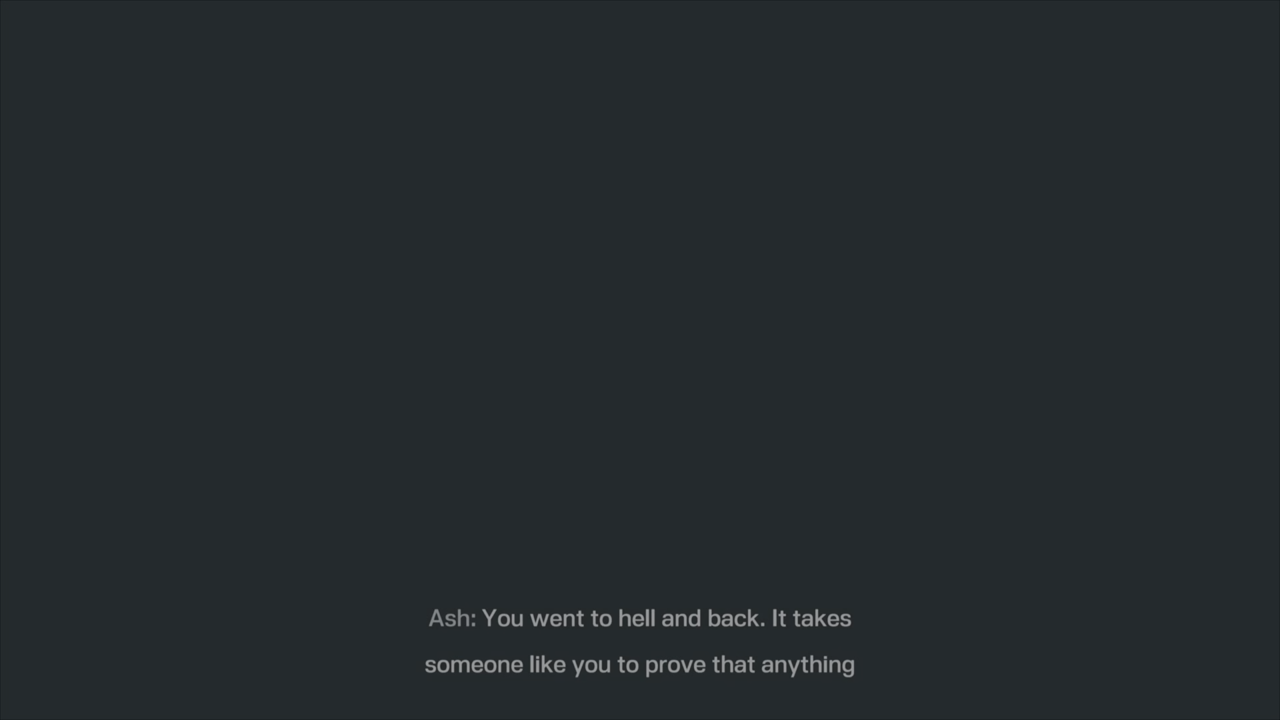 Ash: You went to hell and back. It takes
someone like you to prove that anything